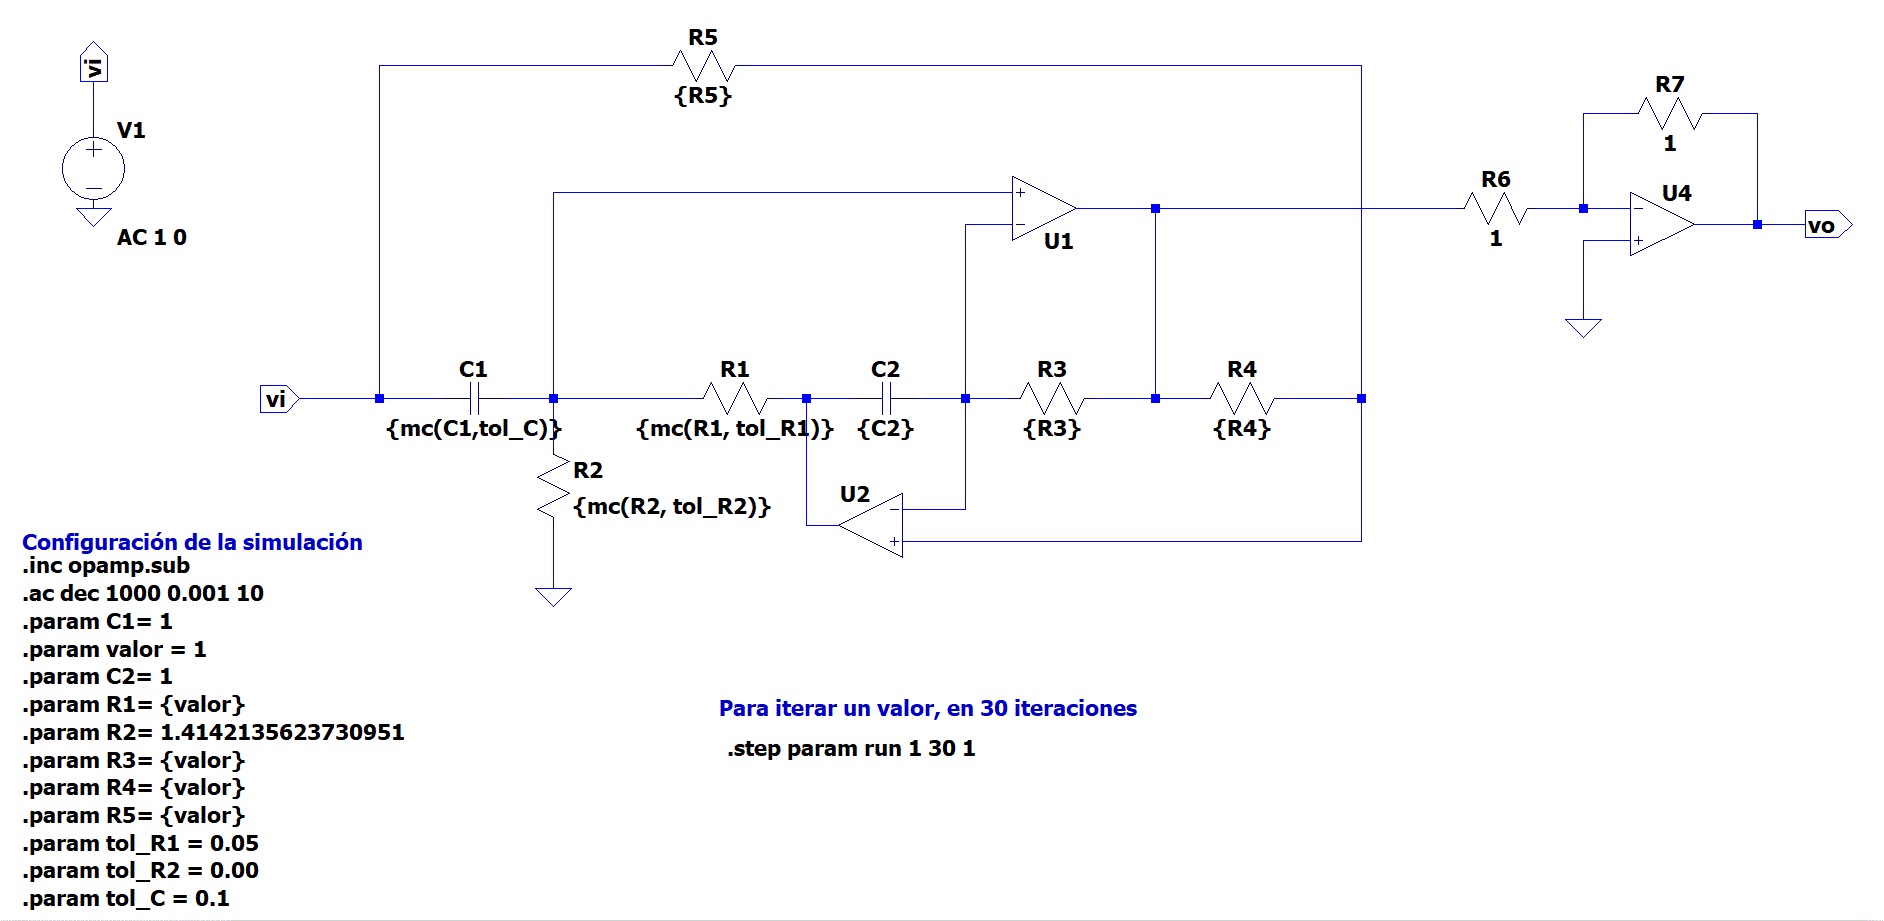 R5
{R5}
vi
V1
AC 1 0
R7
1
R6
1
U4
vo
U1
vi
C1
{mc(C1,tol_C)}
R1
{mc(R1, tol_R1)}
C2
{C2}
R3
{R3}
R4
{R4}
R2
{mc(R2, tol_R2)}
U2
Configuración de la simulación
.inc opamp.sub
.ac dec 1000 0.001 10
.param C1= 1
.param valor = 1
.param C2= 1
.param R1= {valor}
.param R2= 1.4142135623730951
.param R3= {valor}
.param R4= {valor}
.param R5= {valor}
.param tol_R1 = 0.05
.param tol_R2 = 0.00
.param tol_C = 0.1
Para iterar un valor, en 30 iteraciones
.step param run 1 30 1